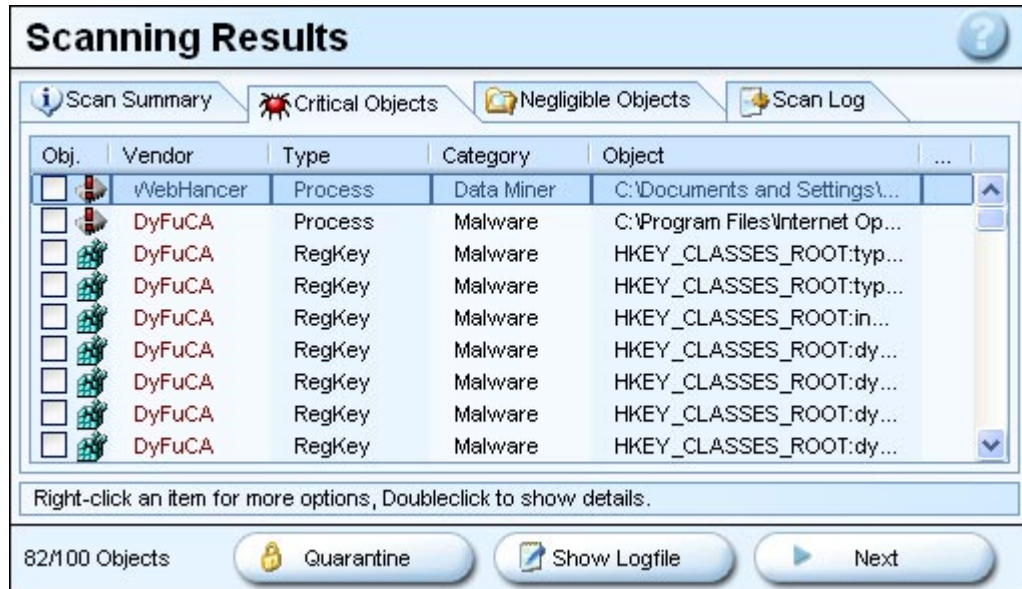 Scanning Results
?
Scan Summary Critical Objects Negligible Objects Scan Log
Obj. Vendor Type Category Object ...
WebHancer Process Data Miner C:\Documents and Settings\...
DyFuCA Process Malware C:\Program Files\Internet Op...
DyFuCA RegKey Malware HKEY_CLASSES_ROOT:typ...
DyFuCA RegKey Malware HKEY_CLASSES_ROOT:typ...
DyFuCA RegKey Malware HKEY_CLASSES_ROOT:in...
DyFuCA RegKey Malware HKEY_CLASSES_ROOT:dy...
DyFuCA RegKey Malware HKEY_CLASSES_ROOT:dy...
DyFuCA RegKey Malware HKEY_CLASSES_ROOT:dy...
DyFuCA RegKey Malware HKEY_CLASSES_ROOT:dy...
Right-click an item for more options, Doubleclick to show details.
82/100 Objects Quarantine Show Logfile Next